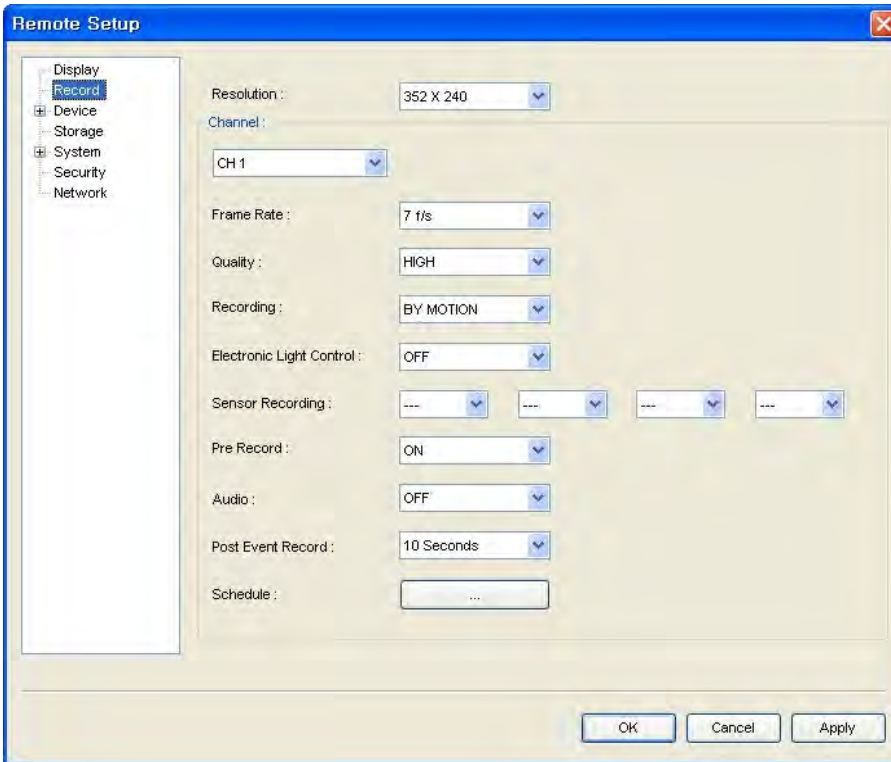 Remote Setup
Display
Record
Device
Storage
System
Security
Network
Resolution :
352 X 240
Channel :
CH 1
Frame Rate :
7 f/s
Quality :
HIGH
Recording :
BY MOTION
Electronic Light Control :
OFF
Sensor Recording :
--- --- --- ---
Pre Record :
ON
Audio :
OFF
Post Event Record :
10 Seconds
Schedule :
...
OK Cancel Apply